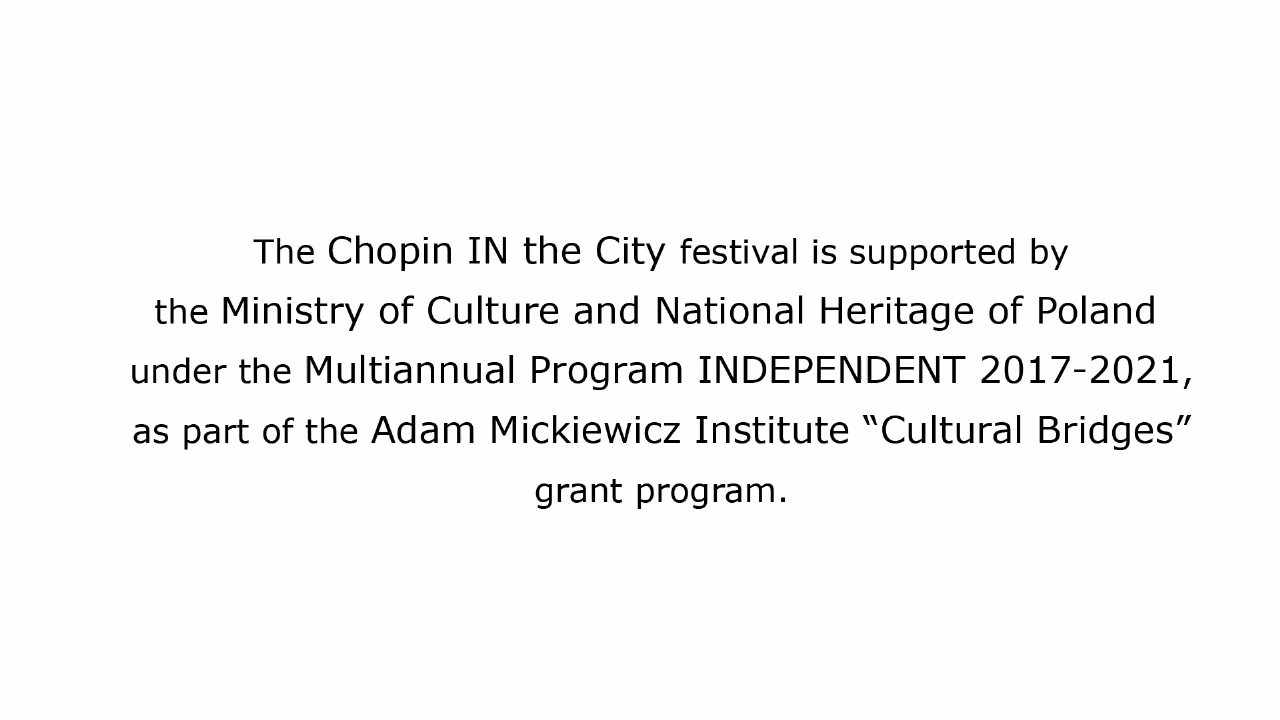 The Chopin IN the City festival is supported by
the Ministry of Culture and National Heritage of Poland
under the Multiannual Program INDEPENDENT 2017-2021,
as part of the Adam Mickiewicz Institute “Cultural Bridges”
grant program.